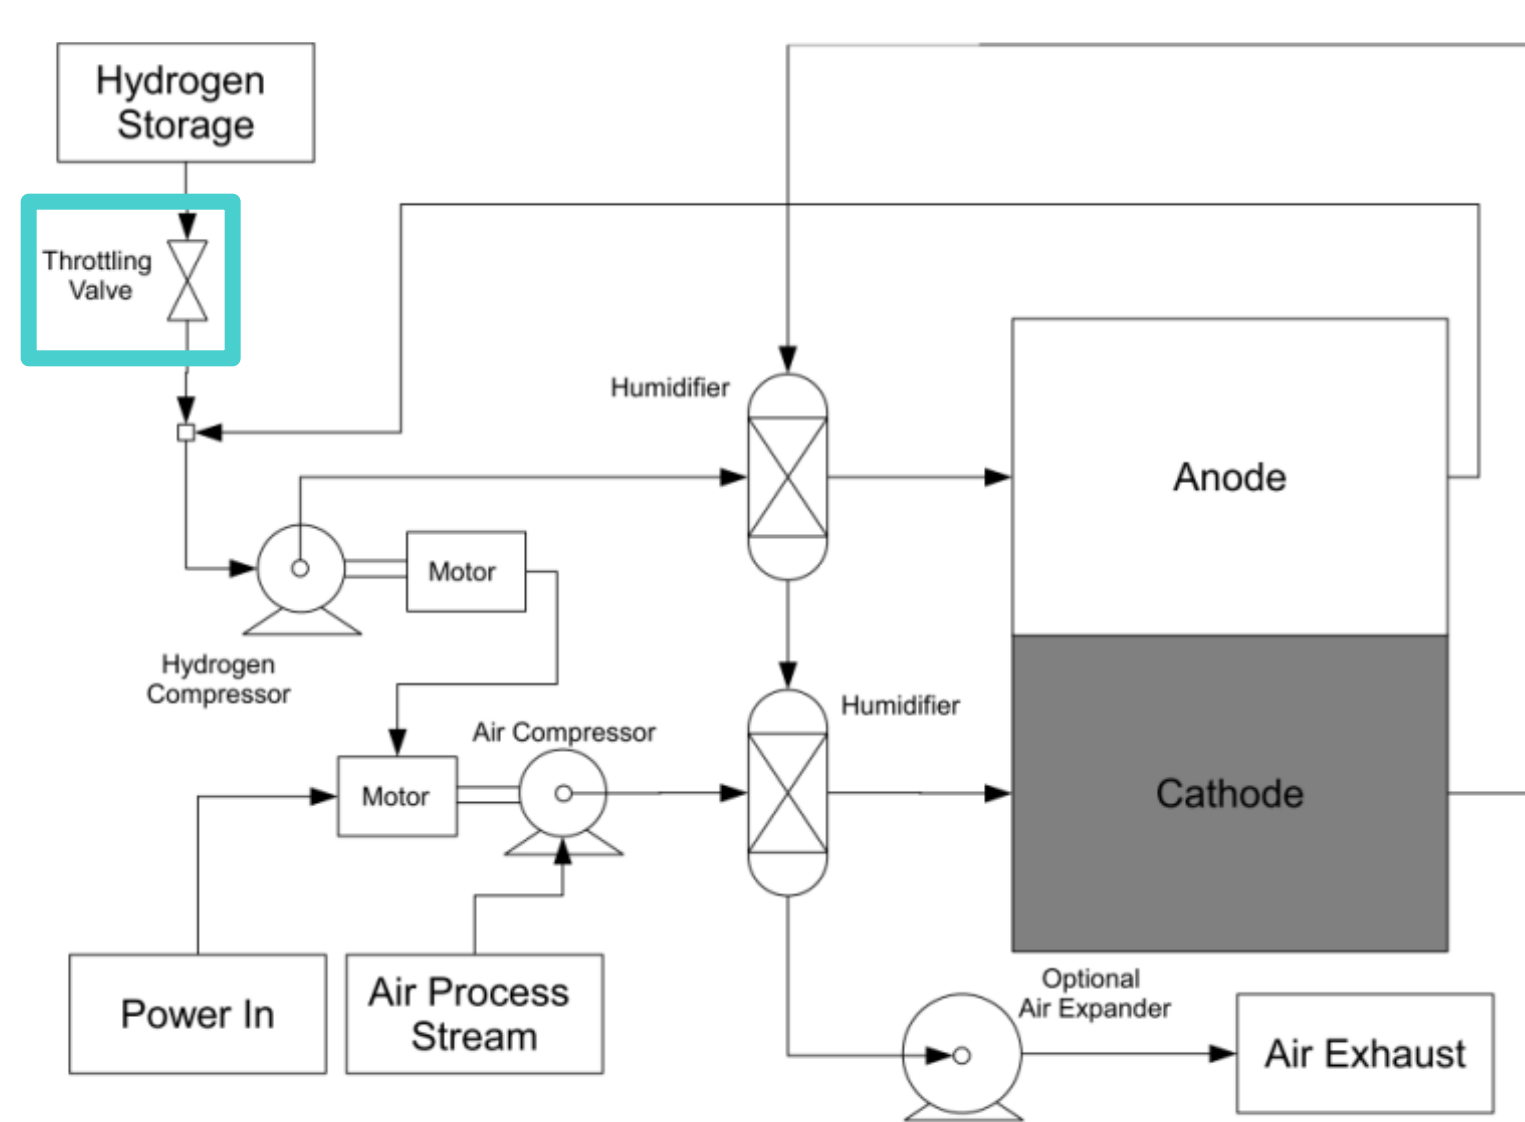 Hydrogen
Storage
Throttling
Valve
Humidifier
Anode
Motor
Hydrogen
Compressor
Air Compressor
Humidifier
Motor
Cathode
Optional
Air Expander
Power In
Air Process
Stream
Air Exhaust